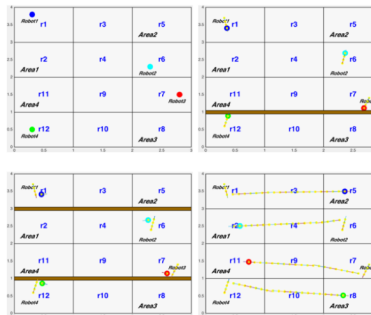 r1 r3 r5
Robot1
Area2
r2 r4 r6
Area1 Robot2
r11 r9 r7
Robot3
Area4
r12 r10 r8
Robot4
Area3
Robot1
r1 r3 r5
Area2
r2 r4 r6
Area1 Robot2
r11 r9 r7
Area4
r12 r10 r8
Robot4
Area3
Robot1
r1 r3 r5
Area2
r2 r4 r6
Area1 Robot2
r11 r9 r7
Area4 Robot3
r12 r10 r8
Robot4
Area3
Robot1
r1 r3 r5
Area2
r2 r4 r6
Area1 Robot2
r11 r9 r7
Area4
r12 r10 r8
Robot4
Area3